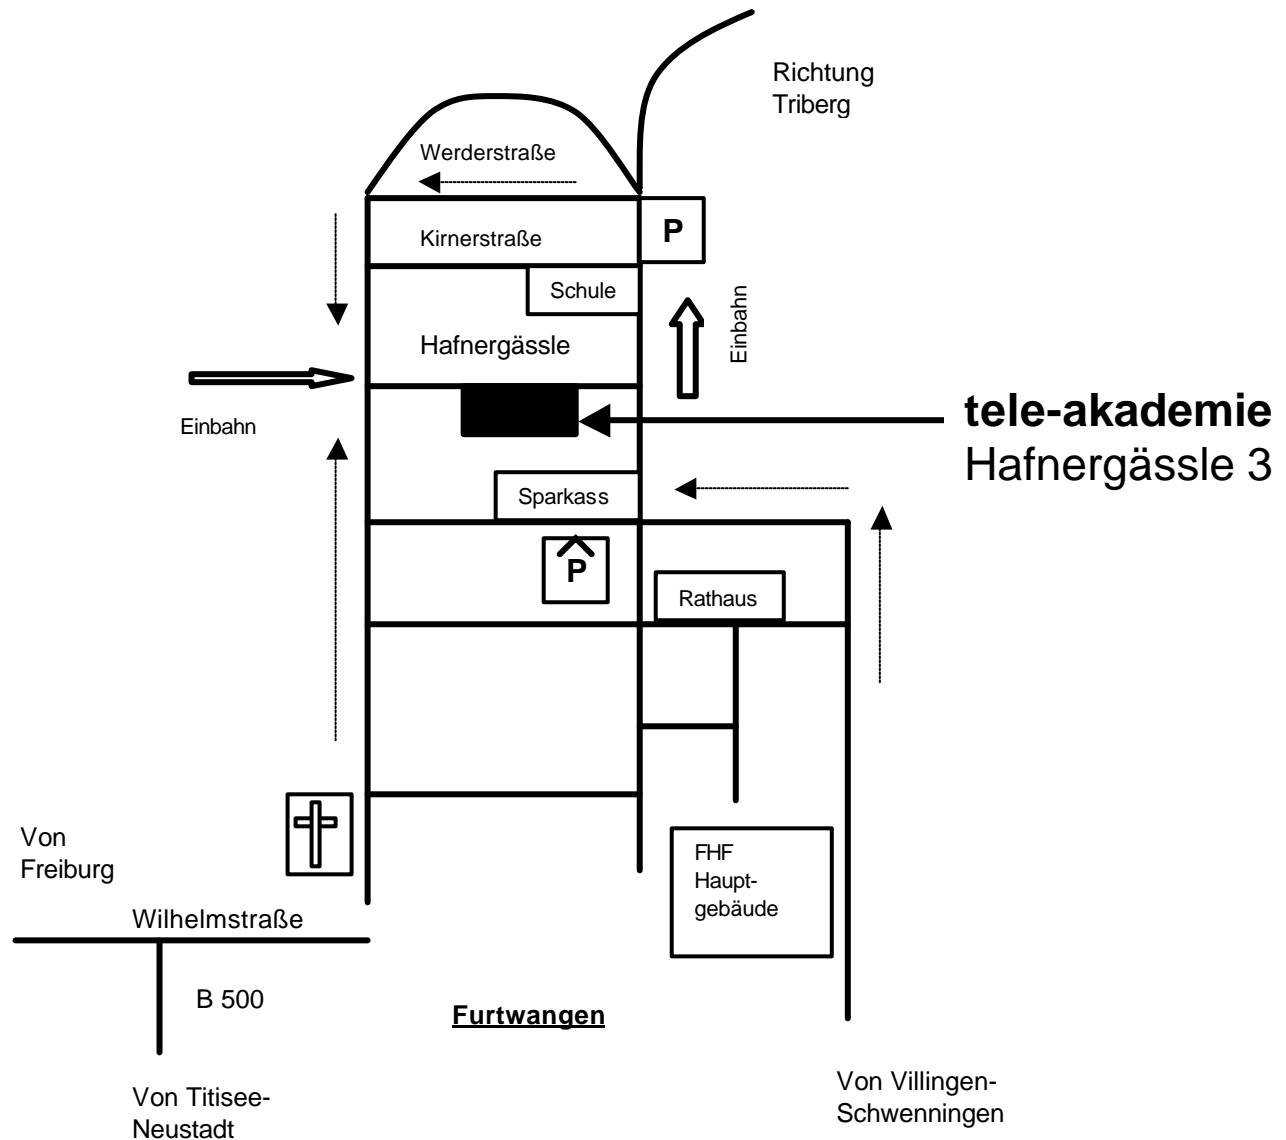 Richtung
Triberg
Werderstraße
Kirnerstraße
P
Schule
Einbahn
Hafnergässle
Einbahn
tele-akademie
Hafnergässle 3
Sparkass
P
Rathaus
Von
Freiburg
FHF
Haupt-
gebäude
Wilhelmstraße
B 500
Furtwangen
Von Titisee-
Neustadt
Von Villingen-
Schwenningen